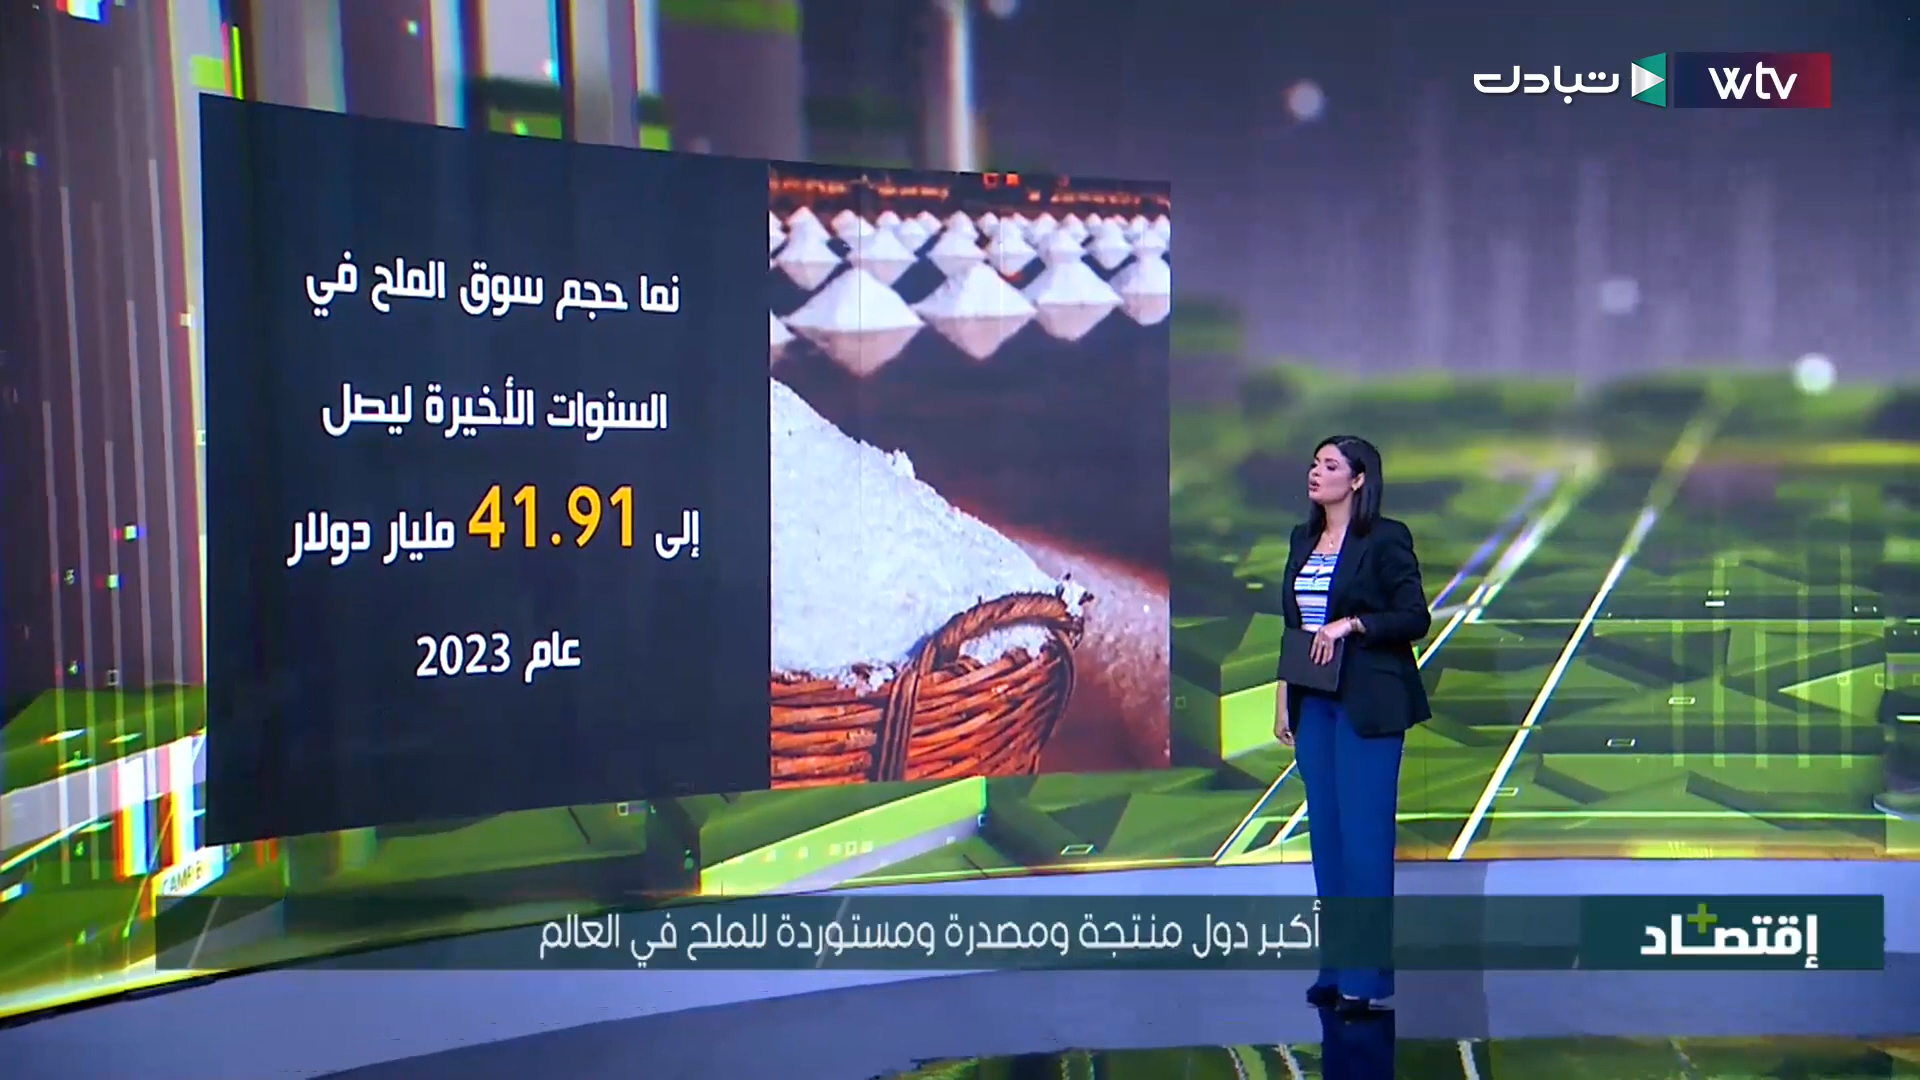 تبادل wtv
نما حجم سوق الملح في
السنوات الأخيرة ليصل
إلى 41.91 مليار دولار
عام 2023
إقتصاد+
أكبر دول منتجة ومصدرة ومستوردة للملح في العالم